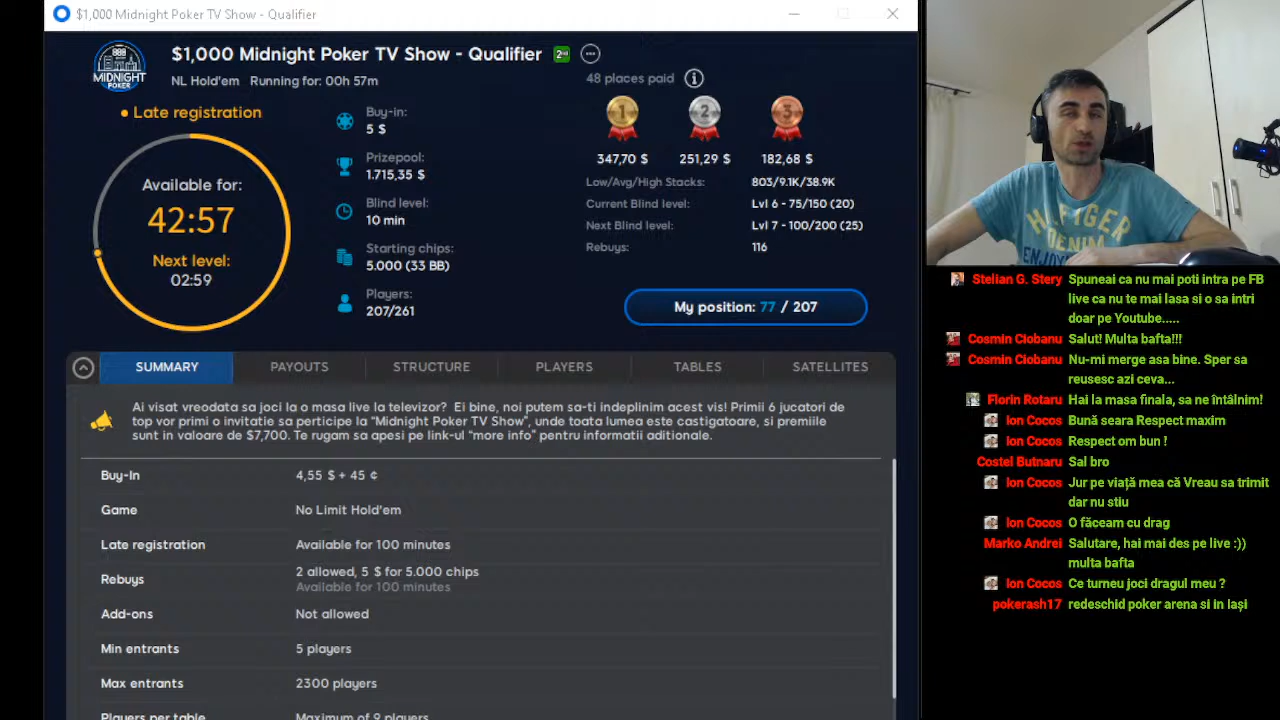 $1,000 Midnight Poker TV Show - Qualifier
888
MIDNIGHT
POKER
$1,000 Midnight Poker TV Show - Qualifier 2nd
NL Hold'em Running for: 00h 57m
48 places paid
Late registration
Available for:
42:57
Next level:
02:59
Buy-in:
5 $
Prizepool:
1.715,35 $
Blind level:
10 min
Starting chips:
5.000 (33 BB)
Players:
207/261
1 2 3
347,70 $ 251,29 $ 182,68 $
Low/Avg/High Stacks: 803/9.1K/38.9K
Current Blind level: Lvl 6 - 75/150 (20)
Next Blind level: Lvl 7 - 100/200 (25)
Rebuys: 116
My position: 77 / 207
SUMMARY PAYOUTS STRUCTURE PLAYERS TABLES SATELLITES
Ai visat vreodata sa joci la o masa live la televizor? Ei bine, noi putem sa-ti indeplinim acest vis! Primii 6 jucatori de
top vor primi o invitatie sa perticipe la "Midnight Poker TV Show", unde toata lumea este castigatoare, si premiile
sunt in valoare de $7,700. Te rugam sa apesi pe link-ul "more info" pentru informatii aditionale.
Buy-In 4,55 $ + 45 ¢
Game No Limit Hold'em
Late registration Available for 100 minutes
Rebuys 2 allowed, 5 $ for 5.000 chips
Available for 100 minutes
Add-ons Not allowed
Min entrants 5 players
Max entrants 2300 players
Players per table Maximum of 9 players
HILFIGER
DENIM
Stelian G. Stery Spuneai ca nu mai poti intra pe FB
live ca nu te mai lasa si o sa intri
doar pe Youtube.....
Cosmin Ciobanu Salut! Multa bafta!!!
Cosmin Ciobanu Nu-mi merge asa bine. Sper sa
reusesc azi ceva...
Florin Rotaru Hai la masa finala, sa ne întâlnim!
Ion Cocos Bună seara Respect maxim
Ion Cocos Respect om bun !
Costel Butnaru Sal bro
Ion Cocos Jur pe viață mea că Vreau sa trimit
dar nu stiu
Ion Cocos O făceam cu drag
Marko Andrei Salutare, hai mai des pe live :))
multa bafta
Ion Cocos Ce turneu joci dragul meu ?
pokerash17 redeschid poker arena si in Iași